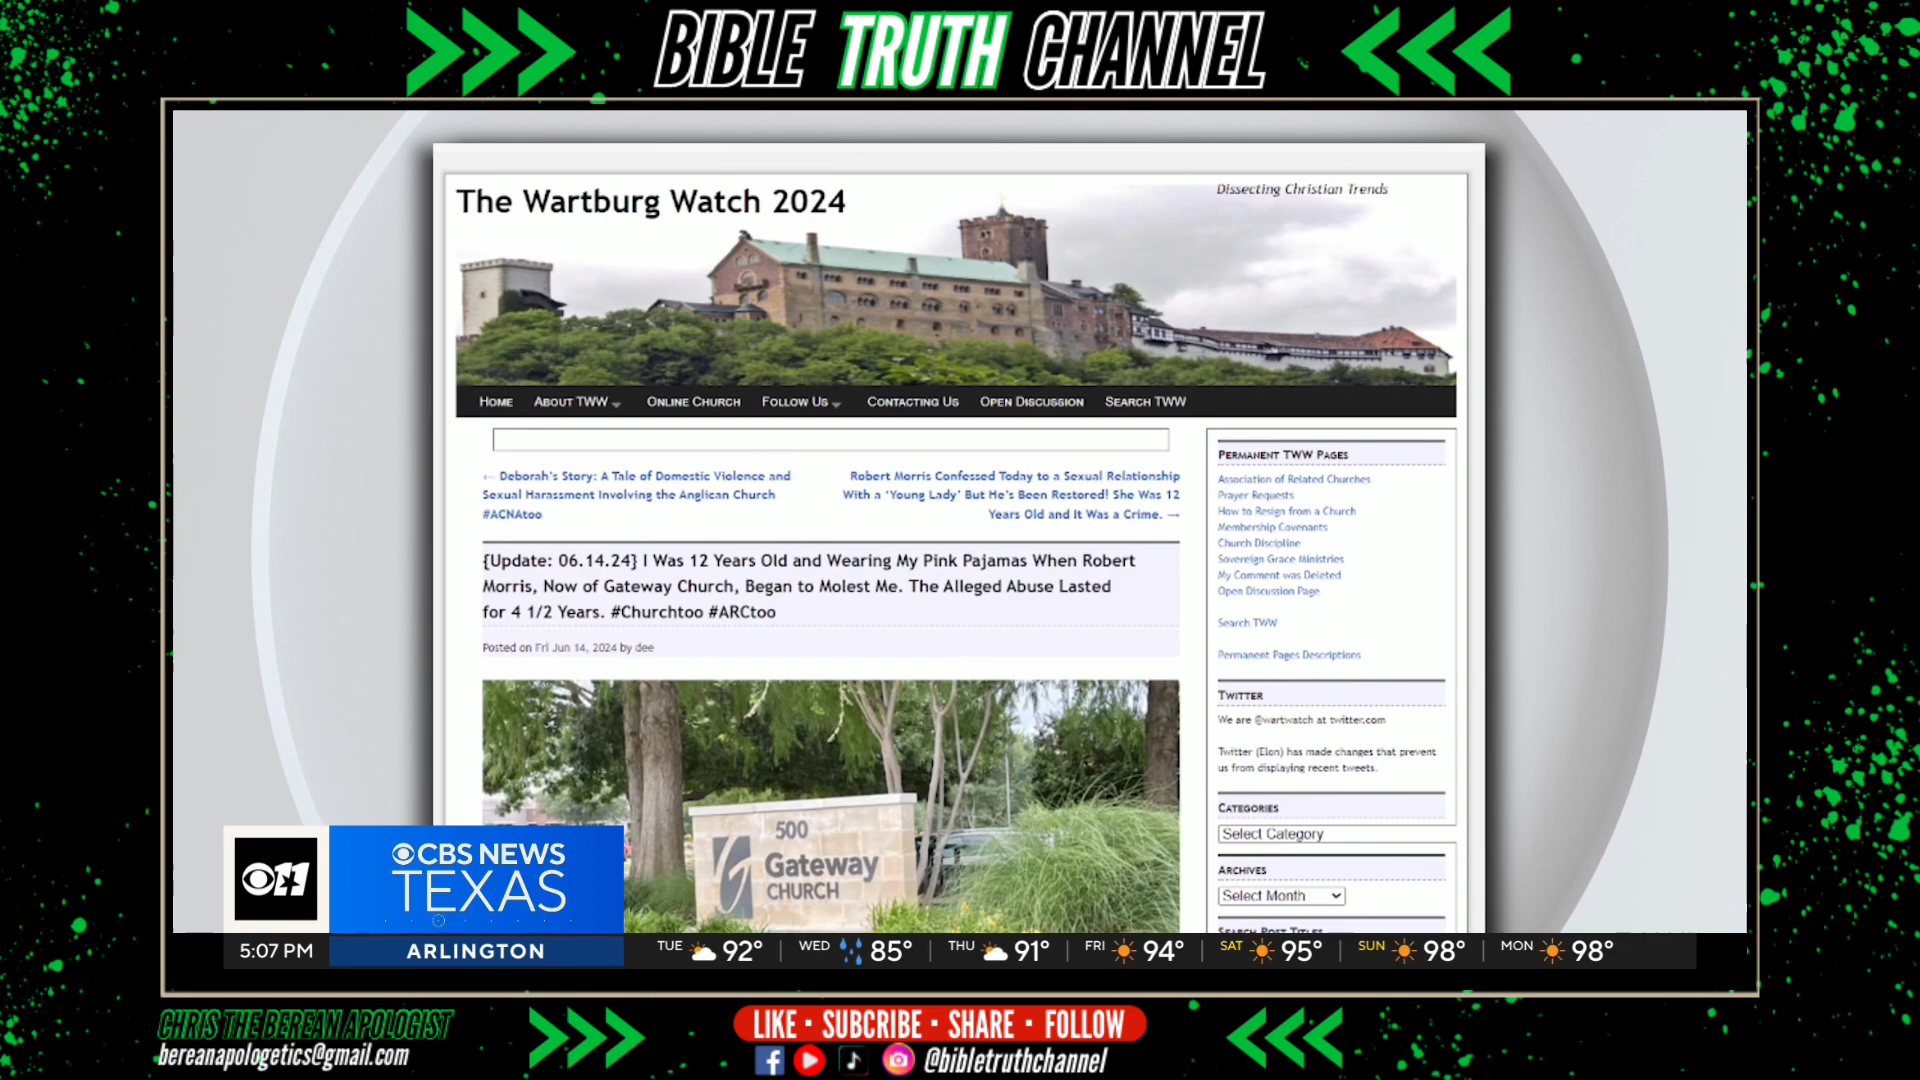 BIBLE TRUTH CHANNEL
The Wartburg Watch 2024
Dissecting Christian Trends
HOME ABOUT TWW ONLINE CHURCH FOLLOW US CONTACTING US OPEN DISCUSSION SEARCH TWW
← Deborah's Story: A Tale of Domestic Violence and
Sexual Harassment Involving the Anglican Church
#ACNAtoo
Robert Morris Confessed Today to a Sexual Relationship
With a 'Young Lady' But He's Been Restored! She Was 12
Years Old and It Was a Crime. →
{Update: 06.14.24} I Was 12 Years Old and Wearing My Pink Pajamas When Robert
Morris, Now of Gateway Church, Began to Molest Me. The Alleged Abuse Lasted
for 4 1/2 Years. #Churchtoo #ARCtoo
Posted on Fri Jun 14, 2024 by dee
500
Gateway
CHURCH
PERMANENT TWW PAGES
Association of Related Churches
Prayer Requests
How to Resign from a Church
Membership Covenants
Church Discipline
Sovereign Grace Ministries
My Comment was Deleted
Open Discussion Page
Search TWW
Permanent Pages Descriptions
TWITTER
We are @wartwatch at twitter.com
Twitter (Elon) has made changes that prevent
us from displaying recent tweets.
CATEGORIES
Select Category
ARCHIVES
Select Month
SEARCH POST TITLES
11
CBS NEWS
TEXAS
5:07 PM ARLINGTON
TUE 92° WED 85° THU 91° FRI 94° SAT 95° SUN 98° MON 98°
CHRIS THE BEREAN APOLOGIST
bereanapologetics@gmail.com
LIKE · SUBCRIBE · SHARE · FOLLOW
@bibletruthchannel